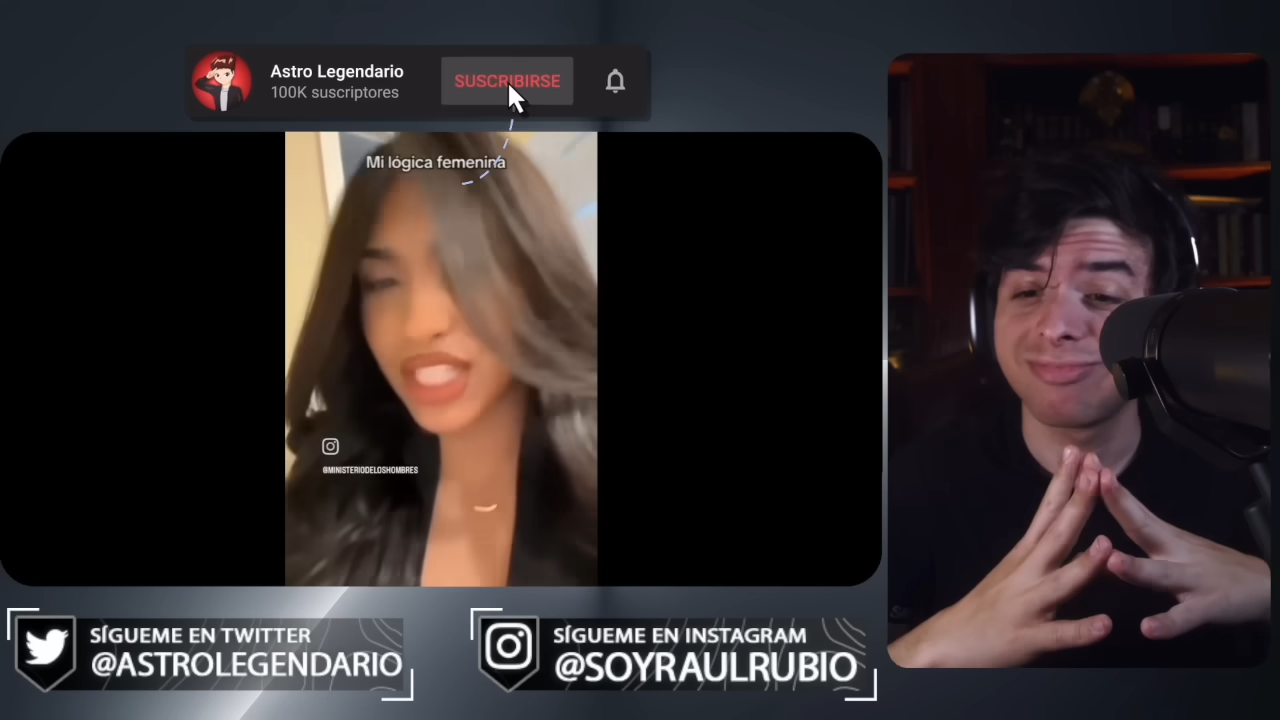 Astro Legendario
100K suscriptores
SUSCRIBIRSE
Mi lógica femenina
@MINISTERIODELOSHOMBRES
SÍGUEME EN TWITTER
@ASTROLEGENDARIO
SÍGUEME EN INSTAGRAM
@SOYRAULRUBIO